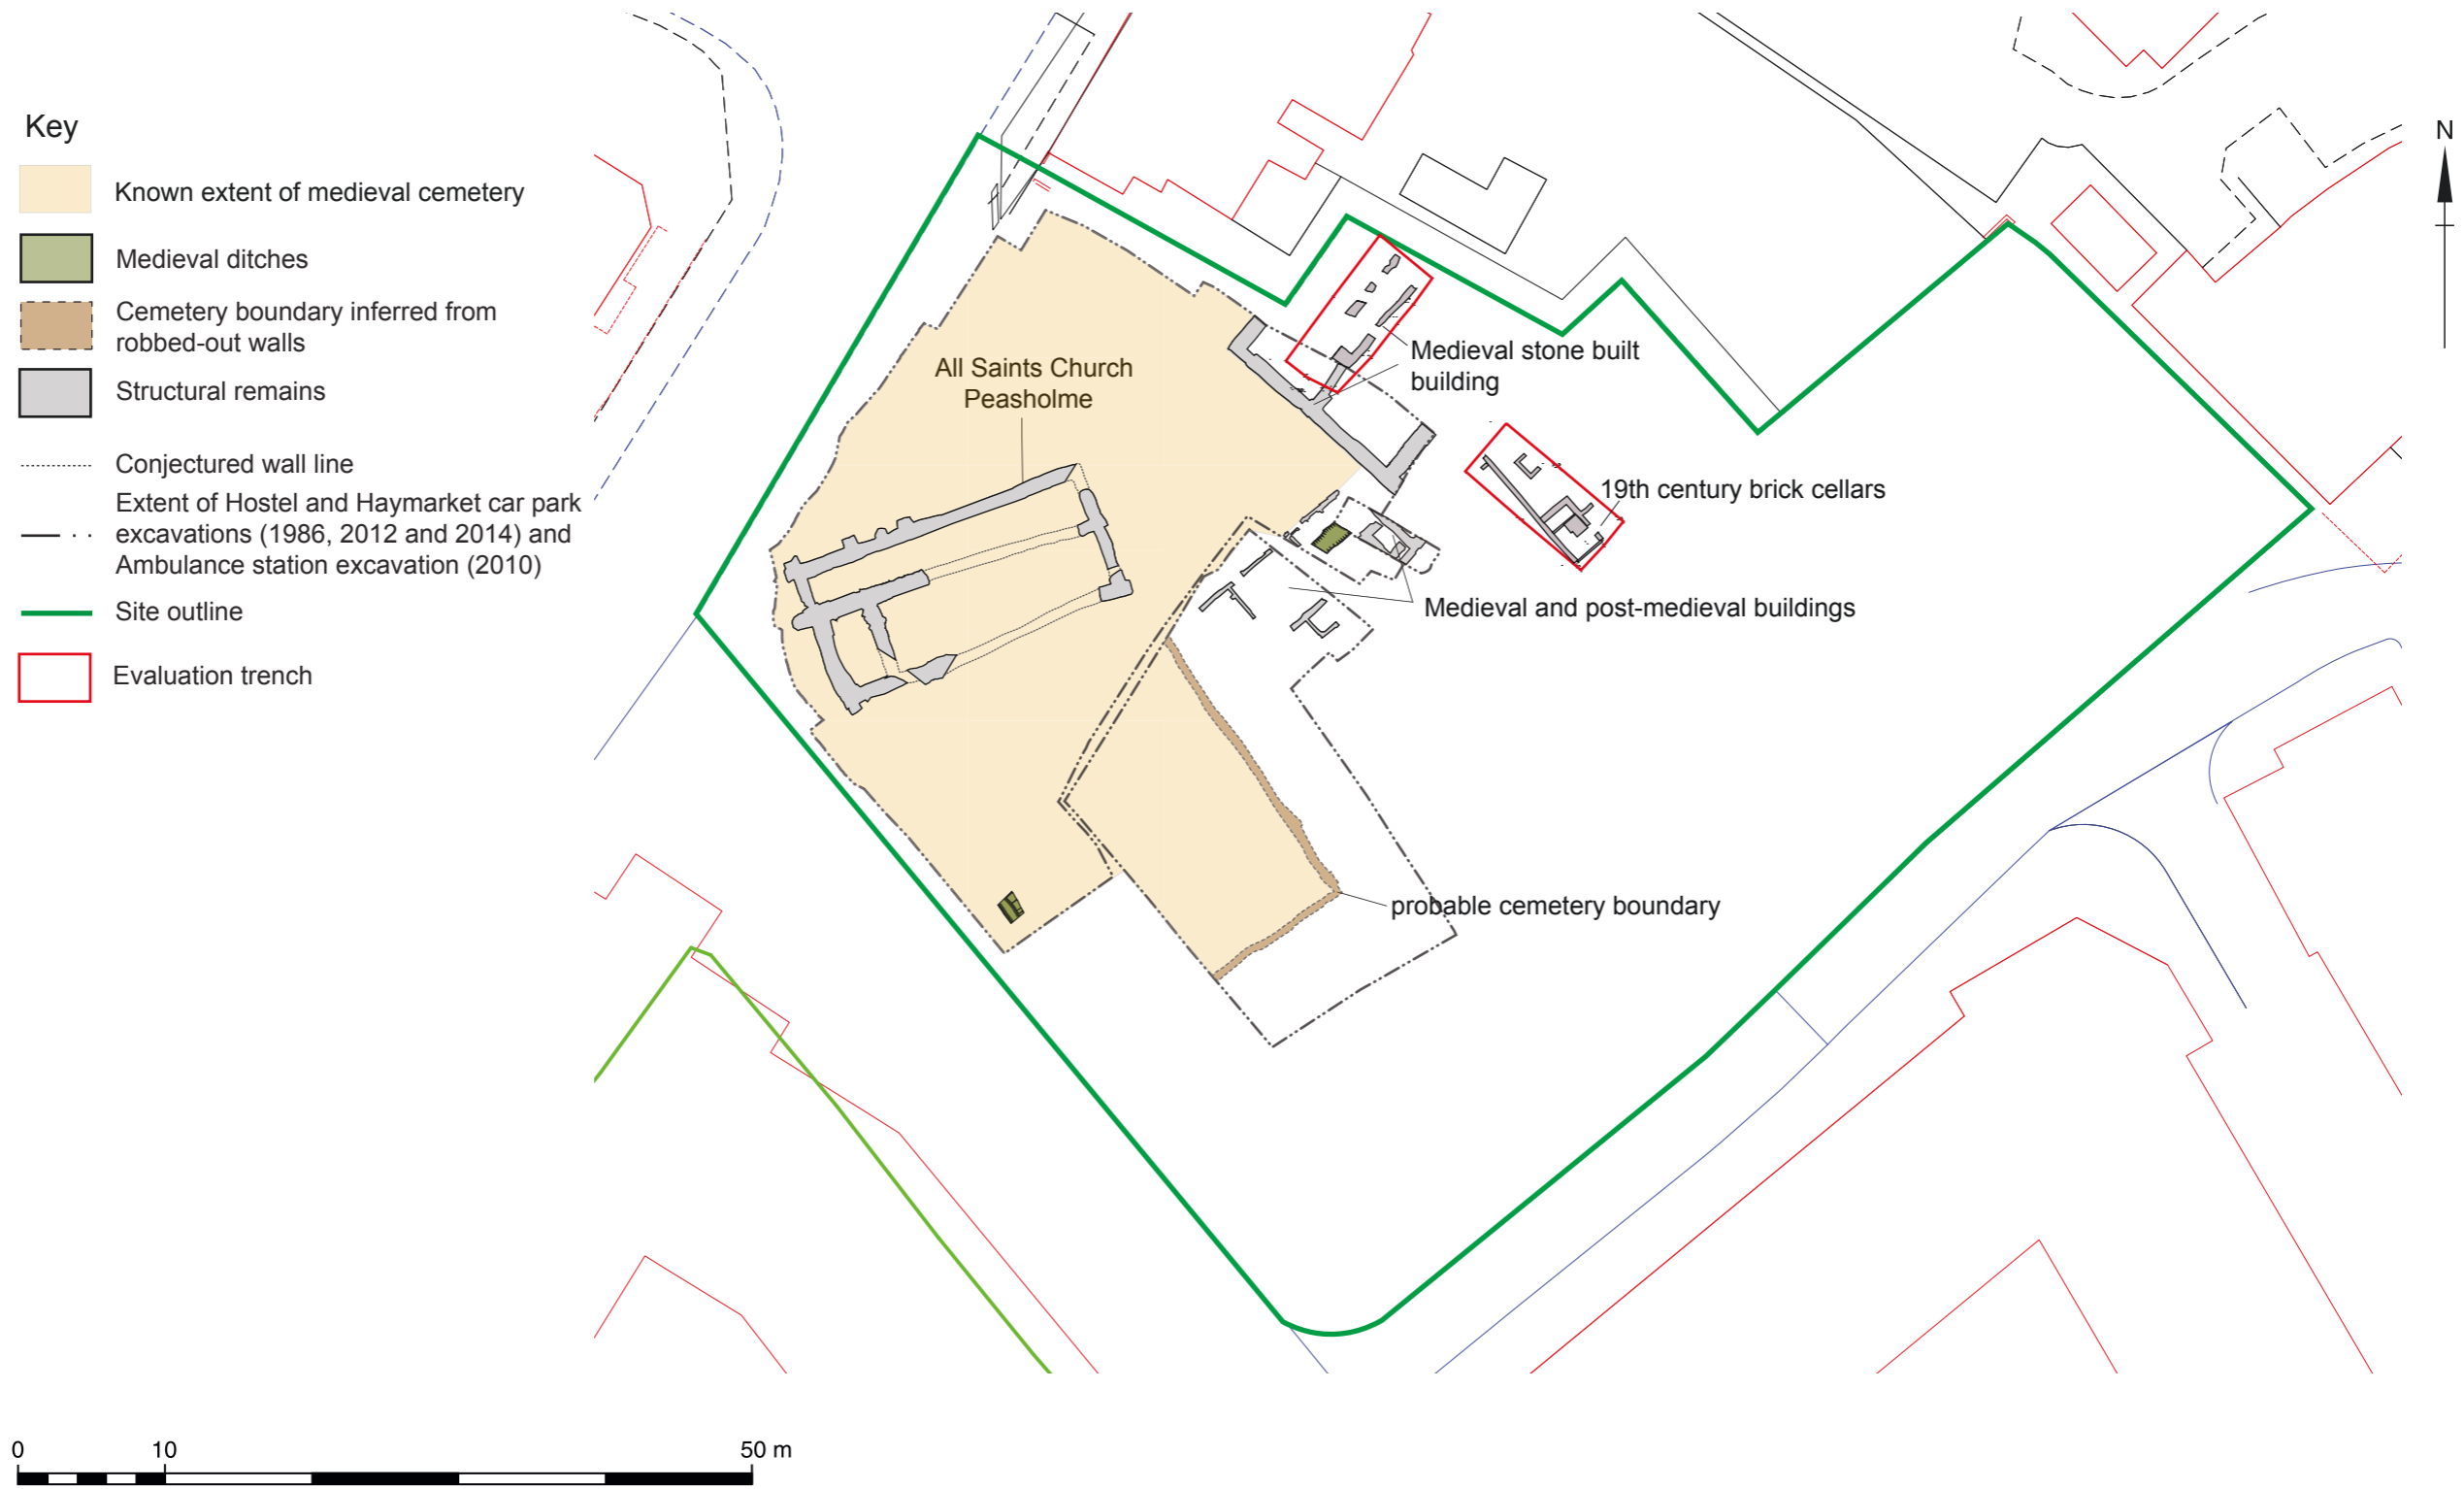 Key
Known extent of medieval cemetery
Medieval ditches
Cemetery boundary inferred from
robbed-out walls
Structural remains
Conjectured wall line
Extent of Hostel and Haymarket car park
excavations (1986, 2012 and 2014) and
Ambulance station excavation (2010)
Site outline
Evaluation trench
N
All Saints Church
Peasholme
Medieval stone built
building
19th century brick cellars
Medieval and post-medieval buildings
probable cemetery boundary
0 10 50 m